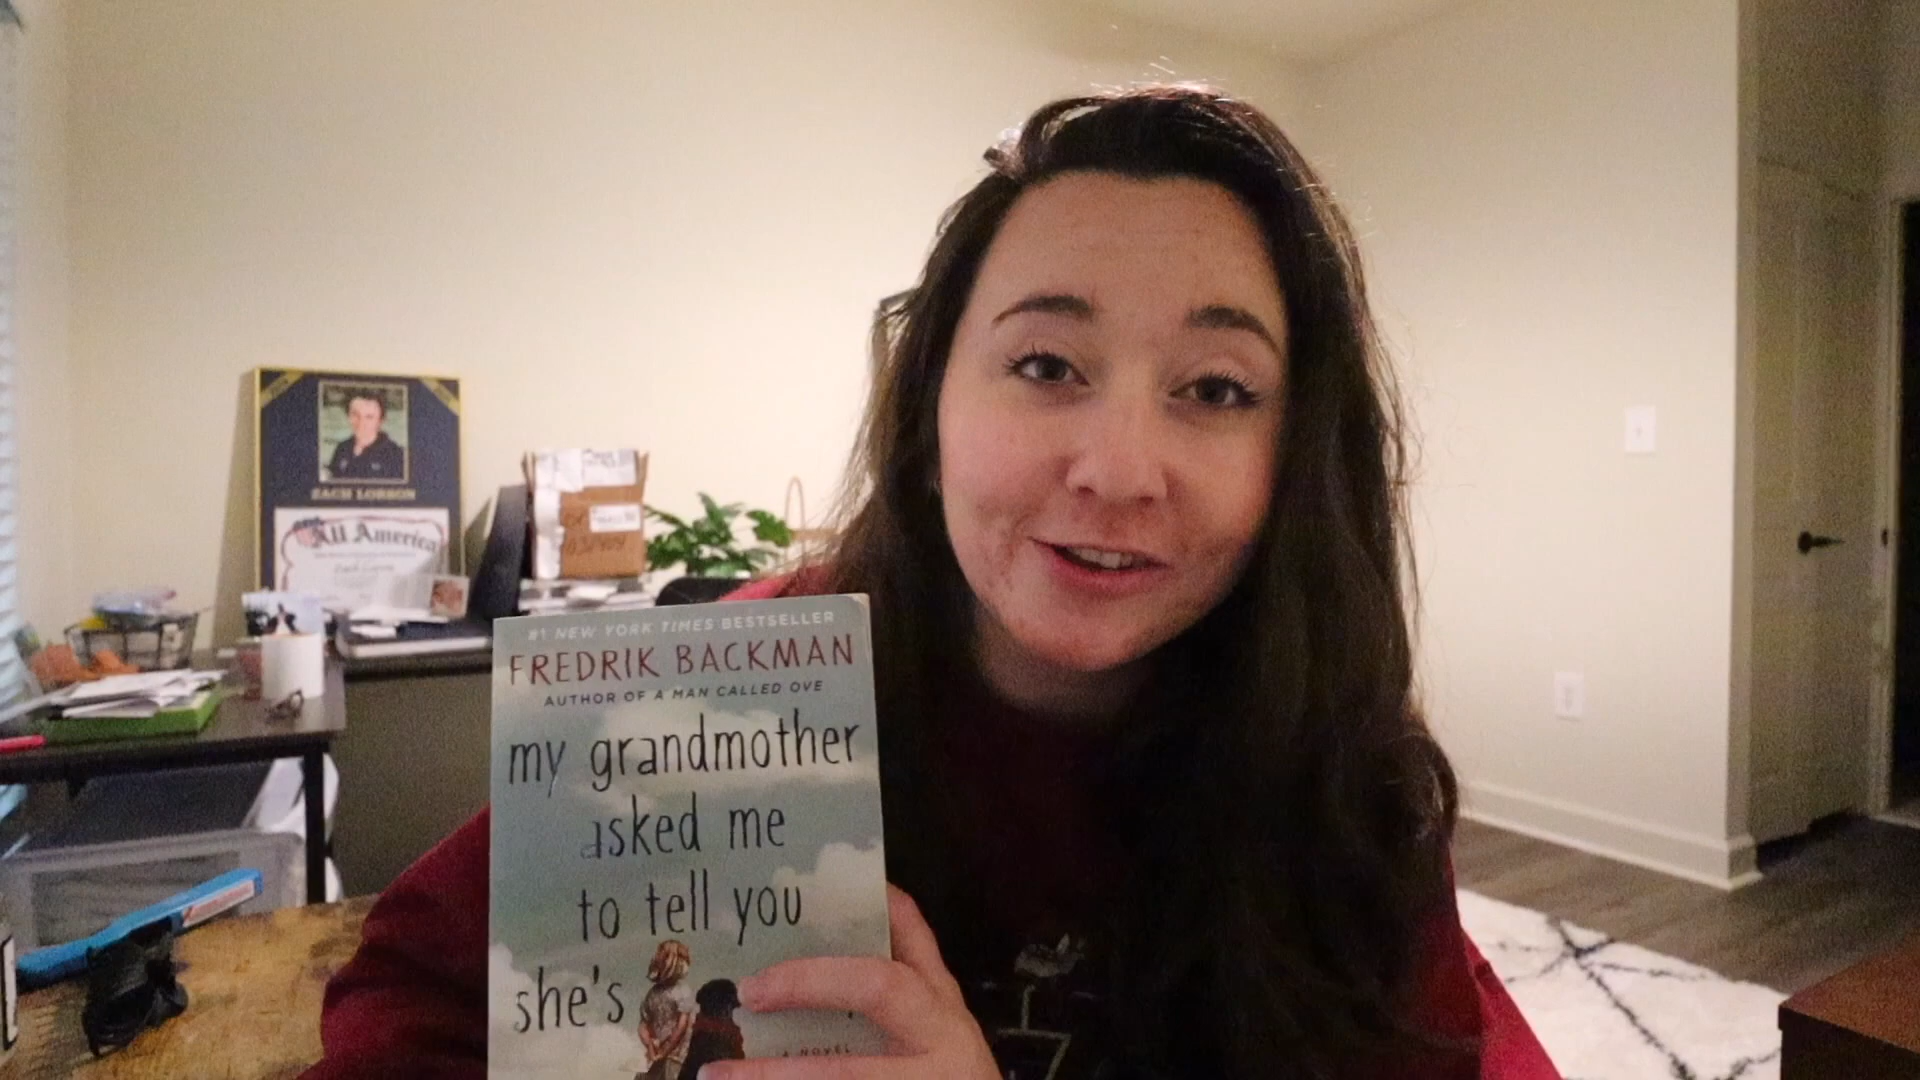 #1 NEW YORK TIMES BESTSELLER
FREDRIK BACKMAN
AUTHOR OF A MAN CALLED OVE
my grandmother
asked me
to tell you
she's
A NOVEL
ZACH LORSON
All America